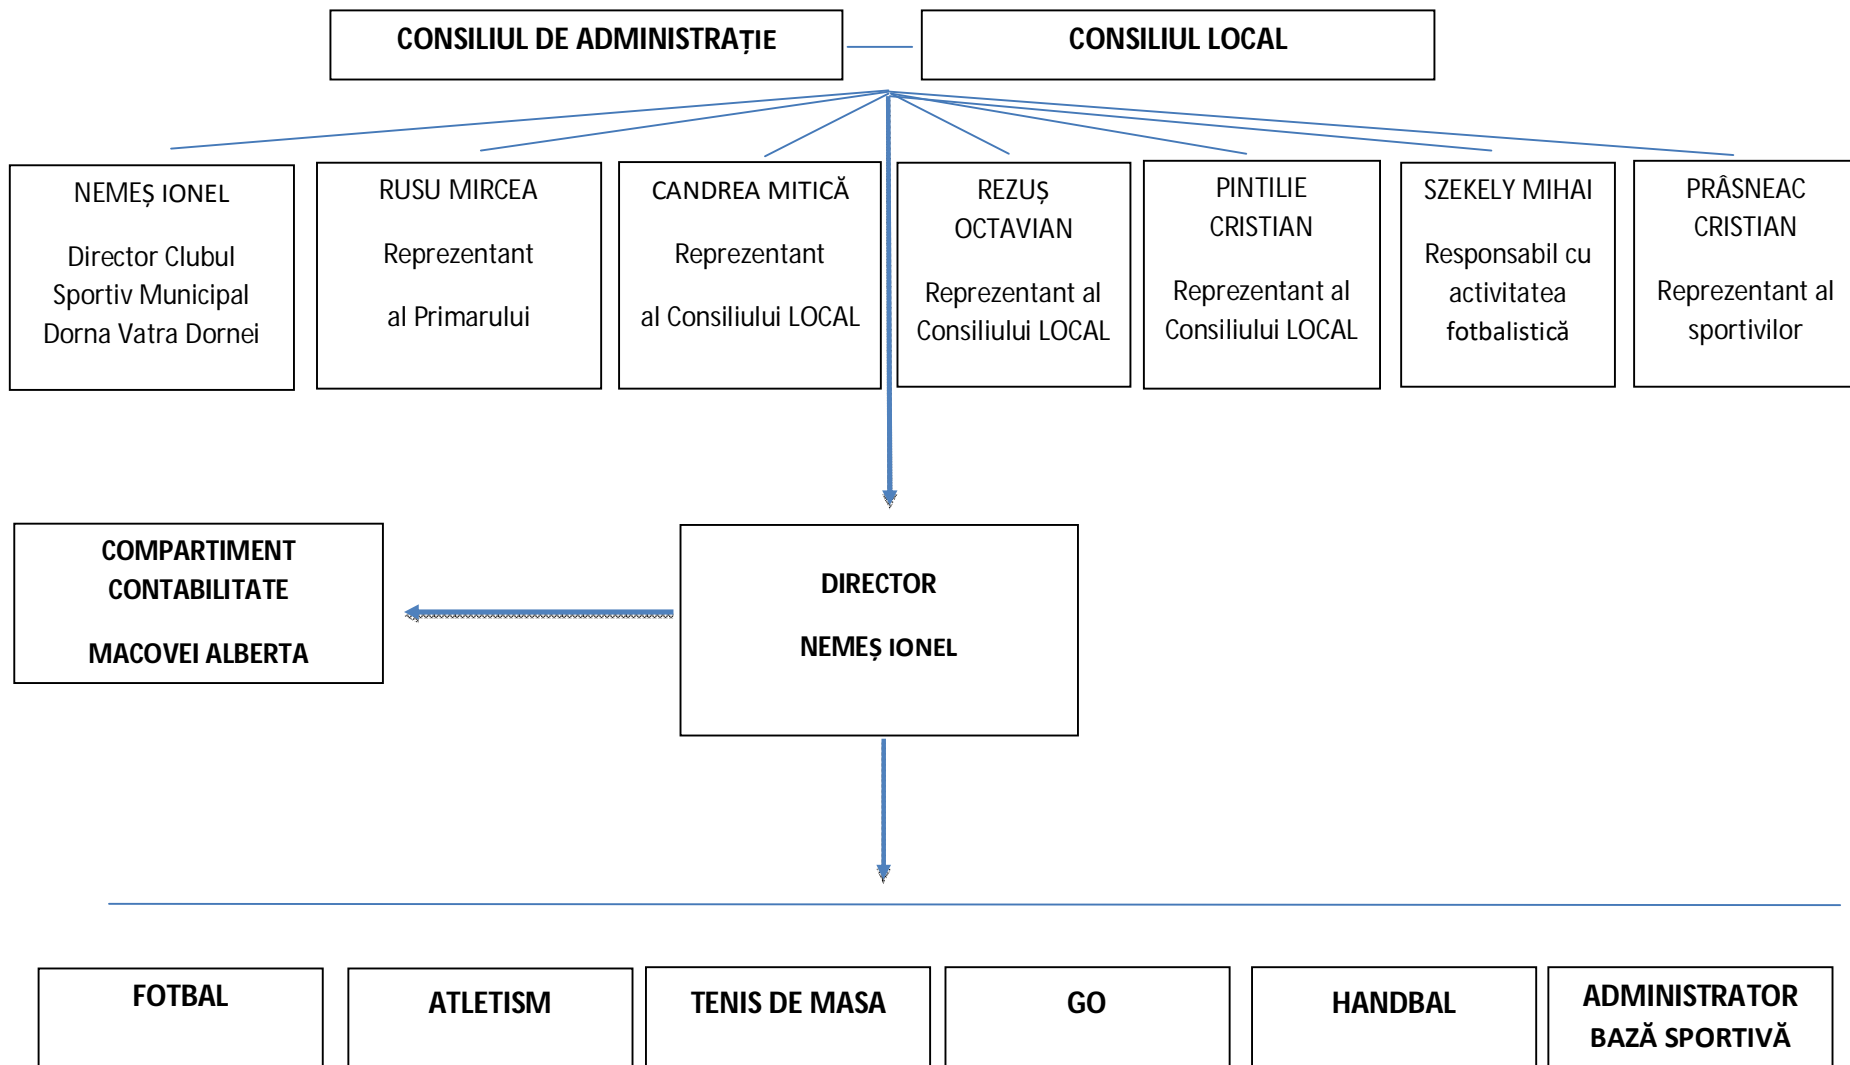 CONSILIUL DE ADMINISTRAȚIE
CONSILIUL LOCAL
NEMEȘ IONEL
Director Clubul
Sportiv Municipal
Dorna Vatra Dornei
RUSU MIRCEA
Reprezentant
al Primarului
CANDREA MITICĂ
Reprezentant
al Consiliului LOCAL
REZUȘ
OCTAVIAN
Reprezentant al
Consiliului LOCAL
PINTILIE
CRISTIAN
Reprezentant al
Consiliului LOCAL
SZEKELY MIHAI
Responsabil cu
activitatea
fotbalistică
PRÂSNEAC
CRISTIAN
Reprezentant al
sportivilor
COMPARTIMENT
CONTABILITATE
MACOVEI ALBERTA
DIRECTOR
NEMEȘ IONEL
FOTBAL
ATLETISM
TENIS DE MASA
GO
HANDBAL
ADMINISTRATOR
BAZĂ SPORTIVĂ